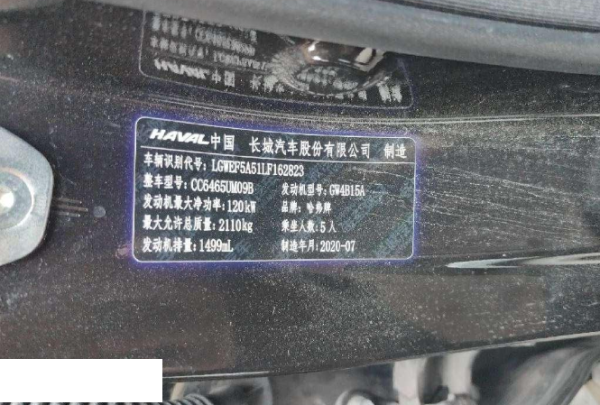 HAVAL 中国 长城汽车股份有限公司 制造
车辆识别代号: LGWEF5A51LF162823
整车型号: CC6465UM09B 发动机型号: GW4B15A
发动机最大净功率: 120kW 品牌: 哈弗牌
最大允许总质量: 2110kg 乘坐人数: 5人
发动机排量: 1499mL 制造年月: 2020-07